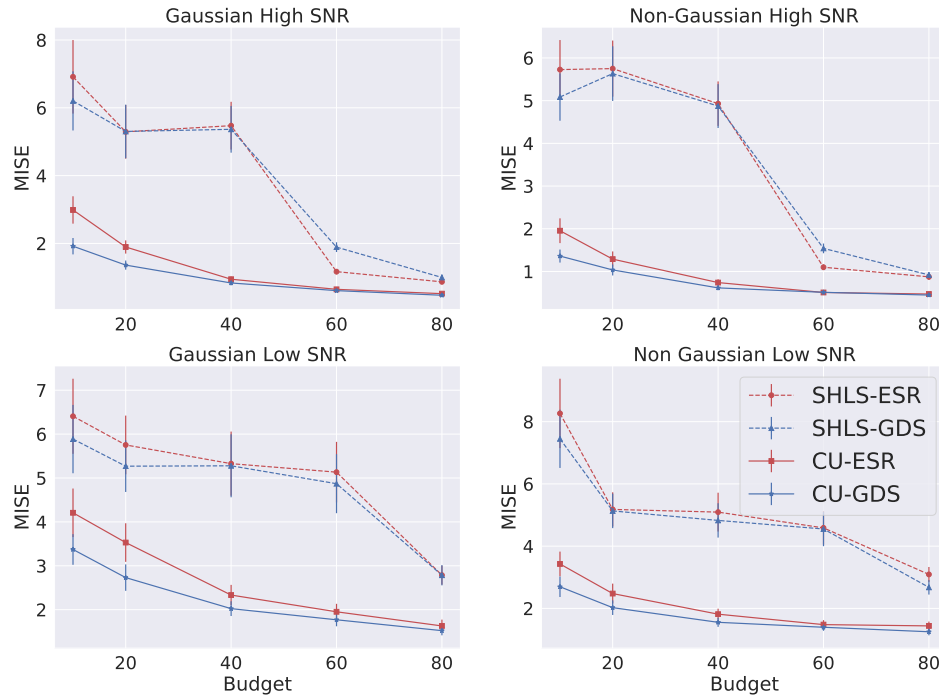 Gaussian High SNR
8
6
4
2
MISE
20 40 60 80
Non-Gaussian High SNR
6
5
4
3
2
1
MISE
20 40 60 80
Gaussian Low SNR
7
6
5
4
3
2
MISE
20 40 60 80
Budget
Non Gaussian Low SNR
8
6
4
2
MISE
SHLS-ESR
SHLS-GDS
CU-ESR
CU-GDS
20 40 60 80
Budget